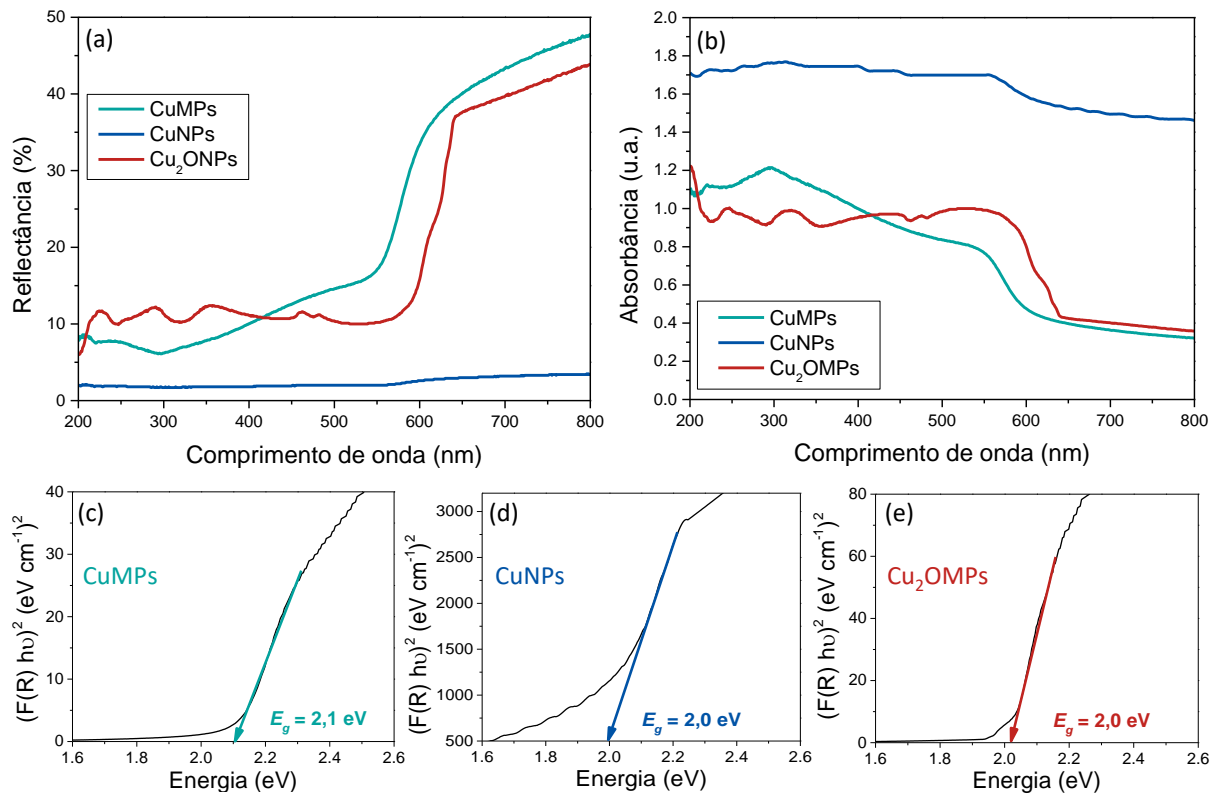 (a)
50
40
30
20
10
0
Reflectância (%)
CuMPs
CuNPs
Cu₂ONPs
200 300 400 500 600 700 800
Comprimento de onda (nm)
(b)
2.0
1.8
1.6
1.4
1.2
1.0
0.8
0.6
0.4
0.2
0.0
Absorbância (u.a.)
CuMPs
CuNPs
Cu₂OMPs
200 300 400 500 600 700 800
Comprimento de onda (nm)
(c)
40
30
20
10
0
(F(R) hυ)² (eV cm⁻¹)²
CuMPs
E_g = 2,1 eV
1.6 1.8 2.0 2.2 2.4 2.6
Energia (eV)
(d)
3000
2500
2000
1500
1000
500
(F(R) hυ)² (eV cm⁻¹)²
CuNPs
E_g = 2,0 eV
1.6 1.8 2.0 2.2 2.4 2.6
Energia (eV)
(e)
80
60
40
20
0
(F(R) hυ)² (eV cm⁻¹)²
Cu₂OMPs
E_g = 2,0 eV
1.6 1.8 2.0 2.2 2.4 2.6
Energia (eV)